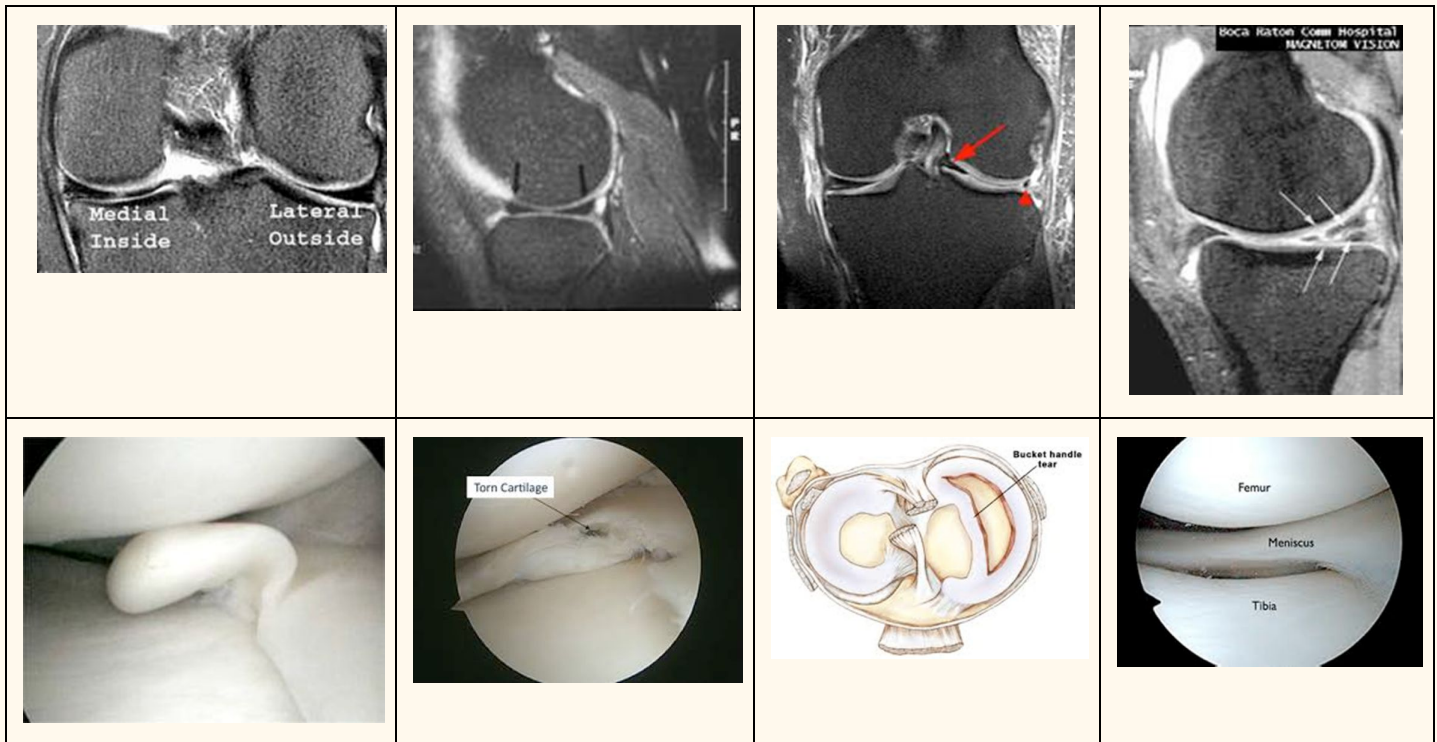 Boca Raton Comm Hospital
MAGNETOM VISION
Medial
Inside
Lateral
Outside
Torn Cartilage
Bucket handle
tear
Femur
Meniscus
Tibia